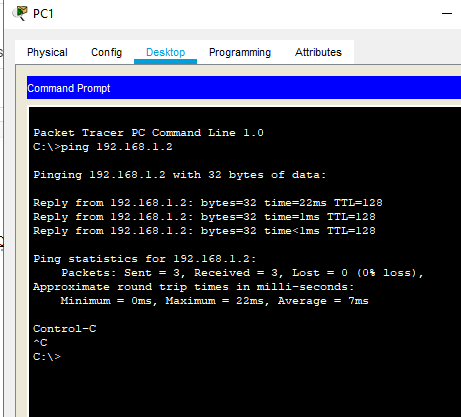 PC1
Physical Config Desktop Programming Attributes
Command Prompt
Packet Tracer PC Command Line 1.0
C:\>ping 192.168.1.2
Pinging 192.168.1.2 with 32 bytes of data:
Reply from 192.168.1.2: bytes=32 time=22ms TTL=128
Reply from 192.168.1.2: bytes=32 time=1ms TTL=128
Reply from 192.168.1.2: bytes=32 time<1ms TTL=128
Ping statistics for 192.168.1.2:
Packets: Sent = 3, Received = 3, Lost = 0 (0% loss),
Approximate round trip times in milli-seconds:
Minimum = 0ms, Maximum = 22ms, Average = 7ms
Control-C
^C
C:\>